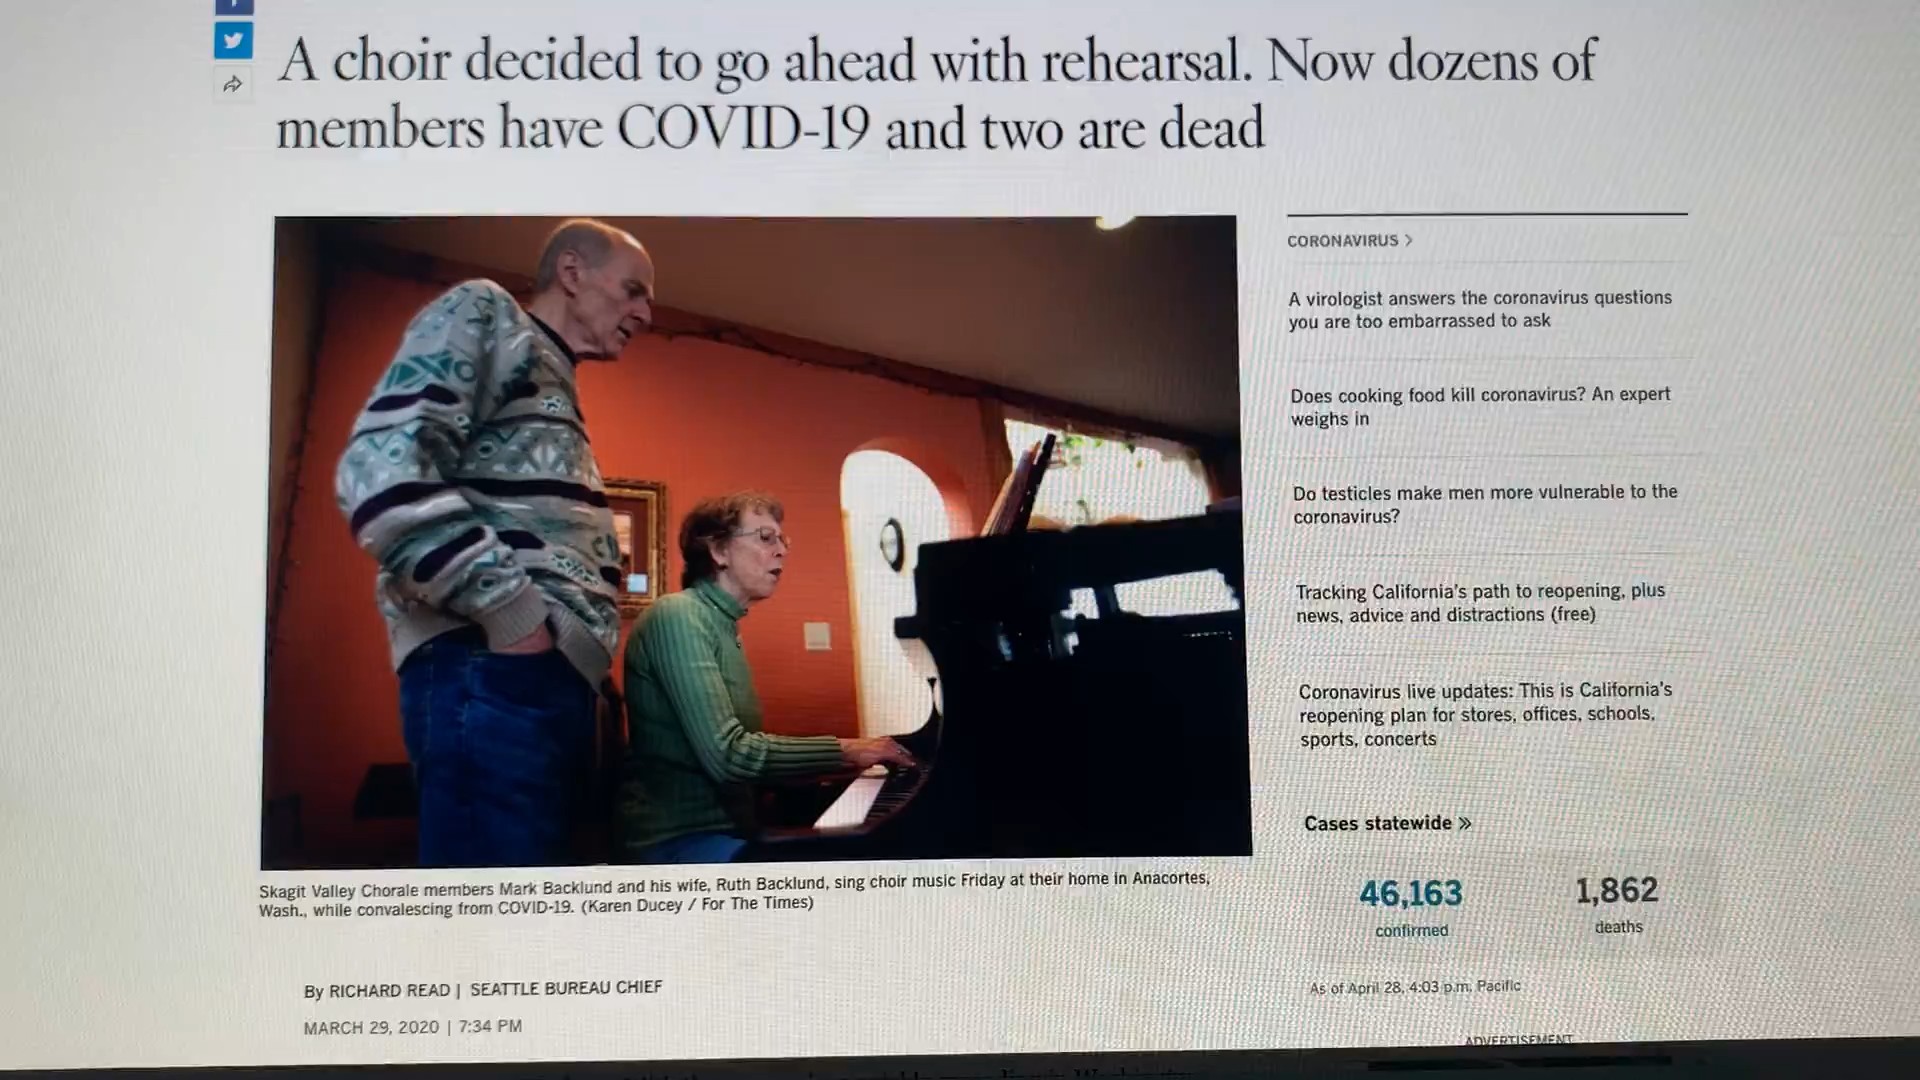 A choir decided to go ahead with rehearsal. Now dozens of
members have COVID-19 and two are dead
Skagit Valley Chorale members Mark Backlund and his wife, Ruth Backlund, sing choir music Friday at their home in Anacortes,
Wash., while convalescing from COVID-19. (Karen Ducey / For The Times)
By RICHARD READ | SEATTLE BUREAU CHIEF
MARCH 29, 2020 | 7:34 PM
CORONAVIRUS >
A virologist answers the coronavirus questions
you are too embarrassed to ask
Does cooking food kill coronavirus? An expert
weighs in
Do testicles make men more vulnerable to the
coronavirus?
Tracking California's path to reopening, plus
news, advice and distractions (free)
Coronavirus live updates: This is California's
reopening plan for stores, offices, schools,
sports, concerts
Cases statewide »
46,163 1,862
confirmed deaths
As of April 28, 4:03 p.m. Pacific
ADVERTISEMENT